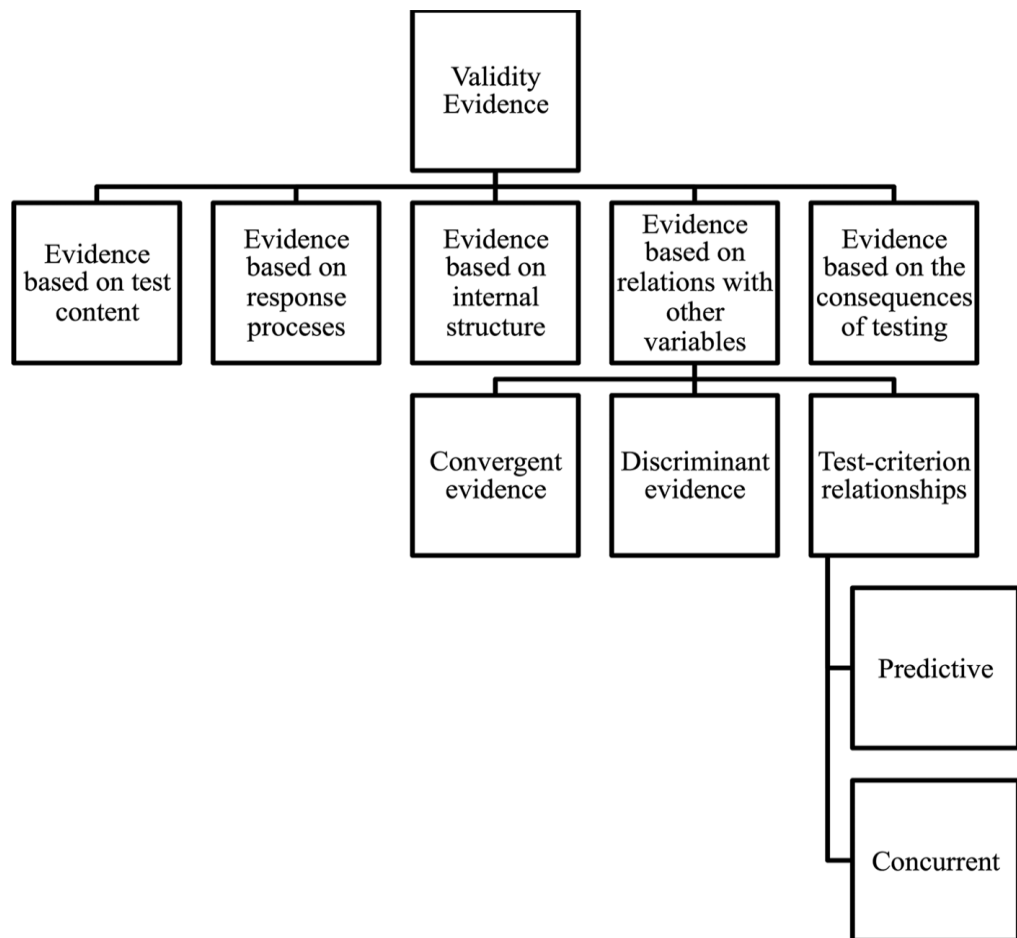 Validity
Evidence
Evidence
based on test
content
Evidence
based on
response
proceses
Evidence
based on
internal
structure
Evidence
based on
relations with
other
variables
Evidence
based on the
consequences
of testing
Convergent
evidence
Discriminant
evidence
Test-criterion
relationships
Predictive
Concurrent